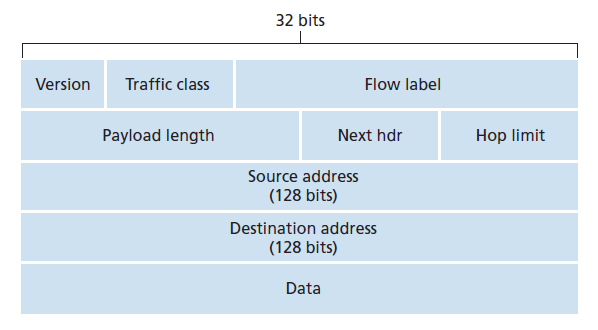 32 bits
Version Traffic class Flow label
Payload length Next hdr Hop limit
Source address
(128 bits)
Destination address
(128 bits)
Data